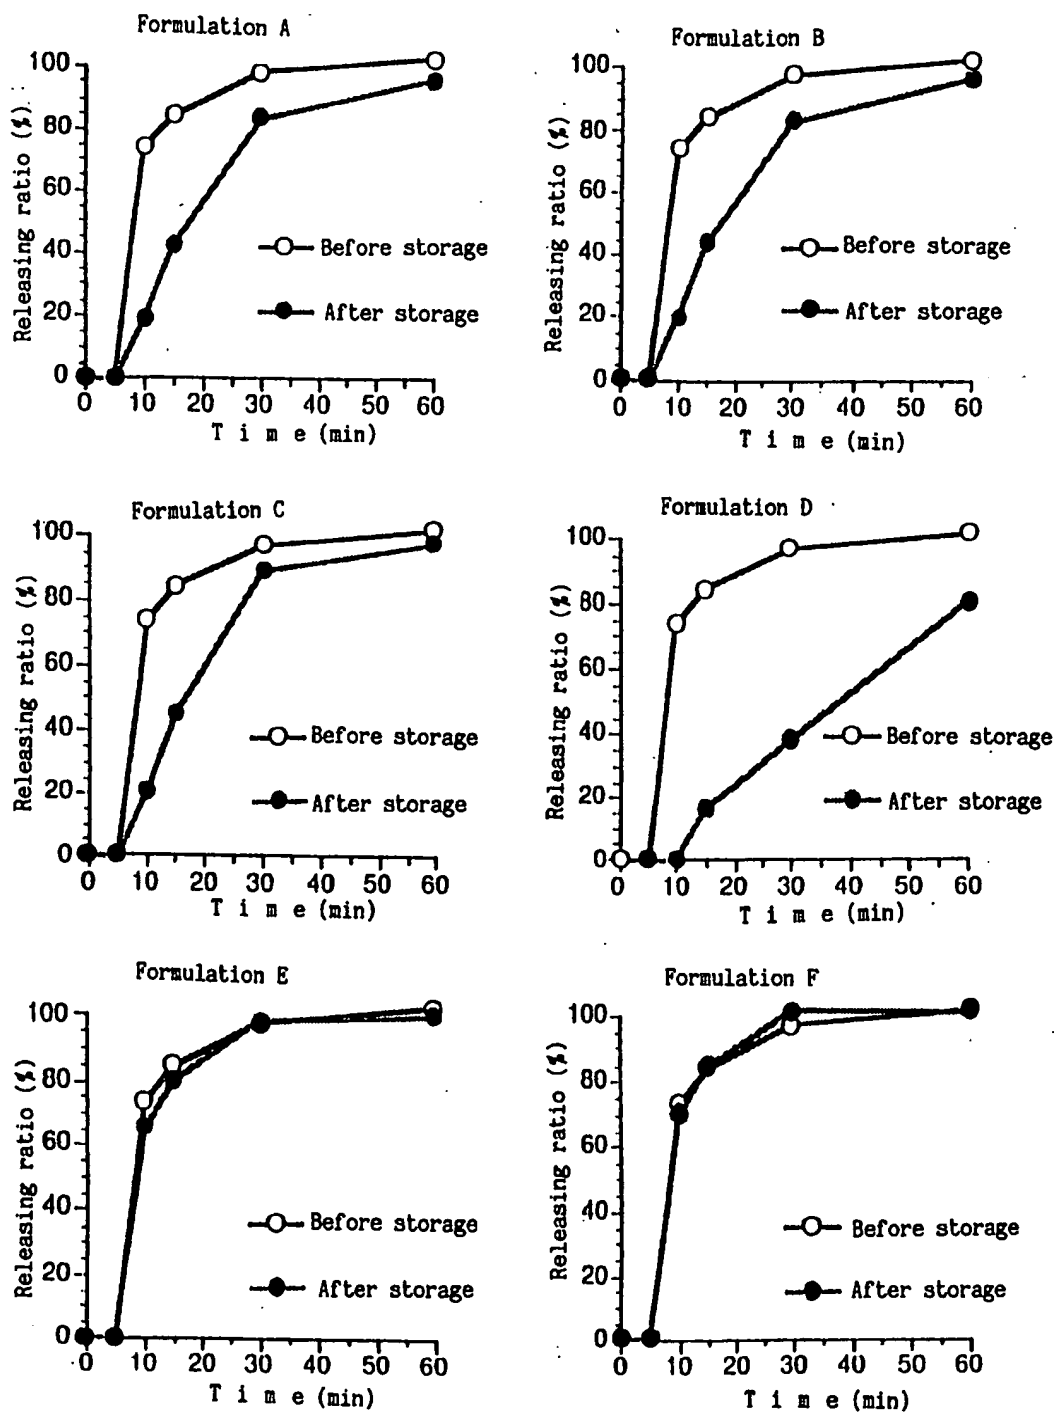 Formulation A
Releasing ratio (%)
100
80
60
40
20
0
Before storage
After storage
0 10 20 30 40 50 60
T i m e (min)
Formulation B
Releasing ratio (%)
100
80
60
40
20
0
Before storage
After storage
0 10 20 30 40 50 60
T i m e (min)
Formulation C
Releasing ratio (%)
100
80
60
40
20
0
Before storage
After storage
0 10 20 30 40 50 60
T i m e (min)
Formulation D
Releasing ratio (%)
100
80
60
40
20
0
Before storage
After storage
0 10 20 30 40 50 60
T i m e (min)
Formulation E
Releasing ratio (%)
100
80
60
40
20
0
Before storage
After storage
0 10 20 30 40 50 60
T i m e (min)
Formulation F
Releasing ratio (%)
100
80
60
40
20
0
Before storage
After storage
0 10 20 30 40 50 60
T i m e (min)